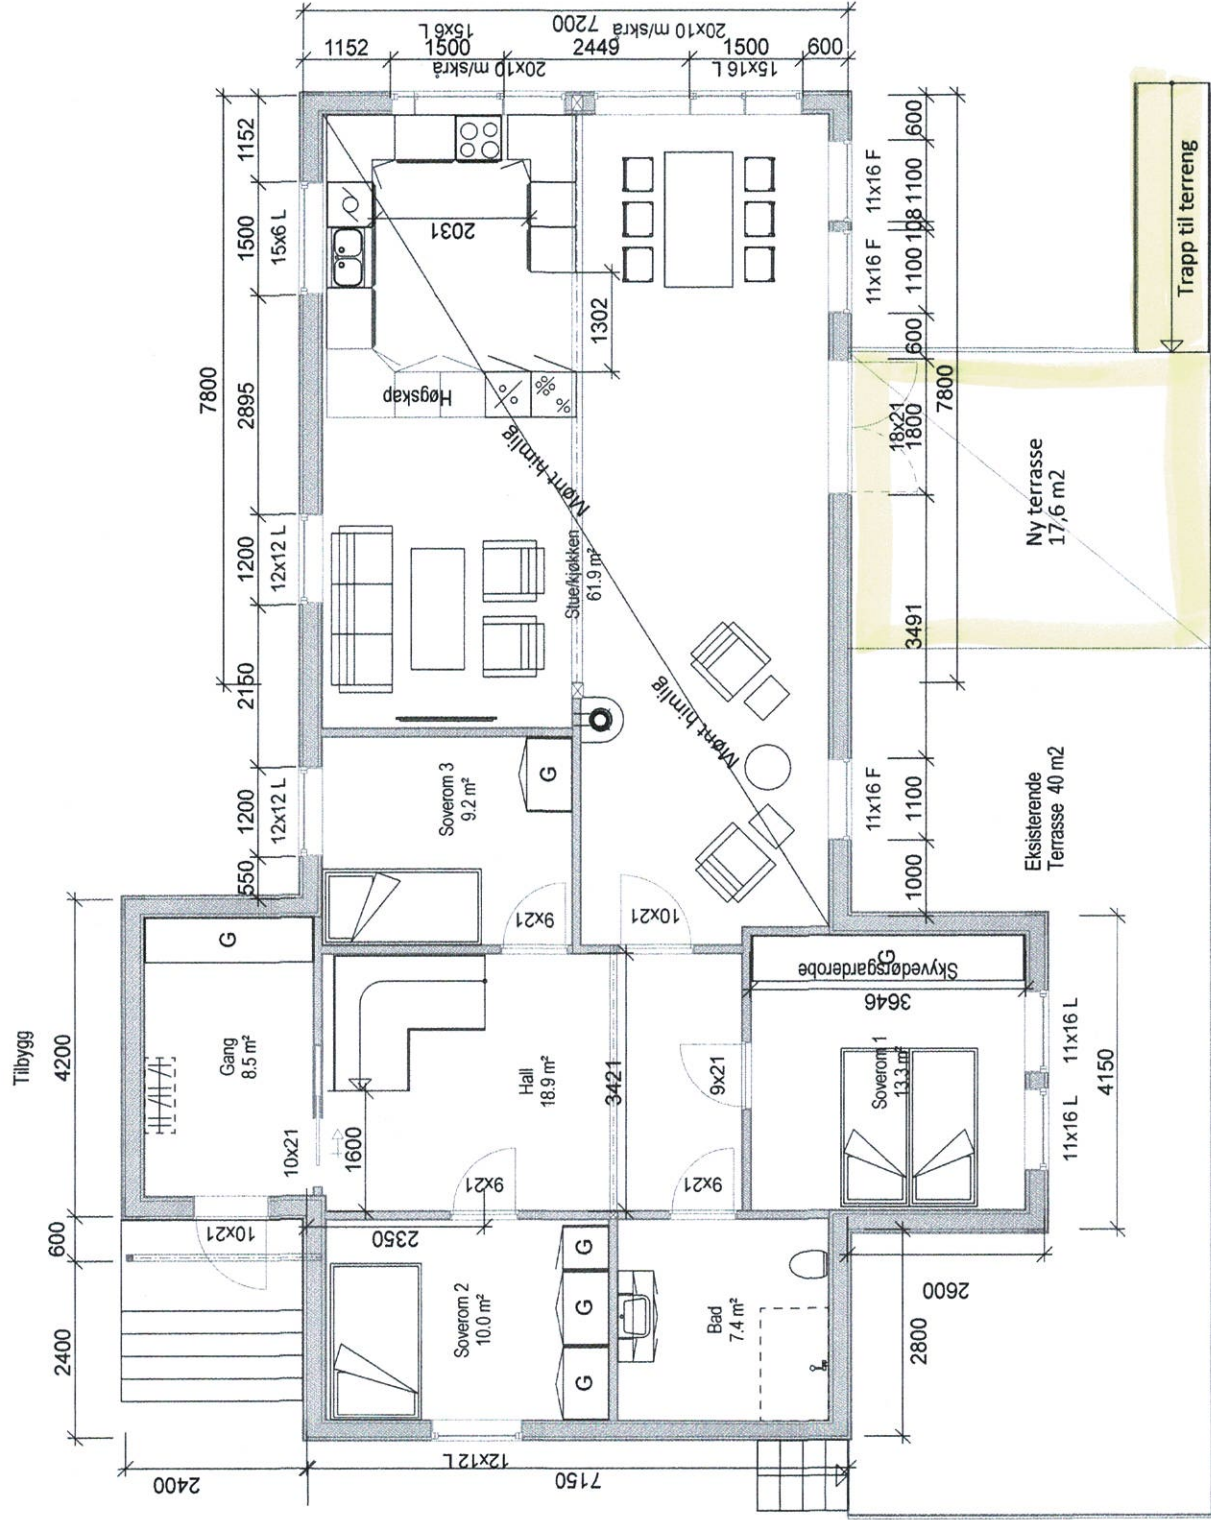 7200
20x10 m/skrå
15x6 L
1152
1500
2449
1500
600
20x10 m/skrå
15x16 L
7800
1152
1500
2895
1200
2150
1200
550
15x6 L
12x12 L
12x12 L
2031
1302
Høgskap
Mønt himlig
Stue/kjøkken
61.9 m²
Mønt himlig
600
1100
108
1100
600
1800
3491
1100
1000
7800
11x16 F
11x16 F
11x16 F
18x21
Trapp til terreng
Ny terrasse
17,6 m2
Eksisterende
Terrasse 40 m2
Soverom 3
9.2 m²
G
9x21
10x21
Tilbygg
4200
600
2400
Gang
8.5 m²
G
10x21
10x21
1600
Hall
18.9 m²
3421
9x21
9x21
9x21
Skyvedørsgarderobe
G
3646
Soverom 1
13.3 m²
11x16 L
11x16 L
4150
2350
Soverom 2
10.0 m²
G
G
G
Bad
7.4 m²
2600
2800
12x12 L
2400
7150